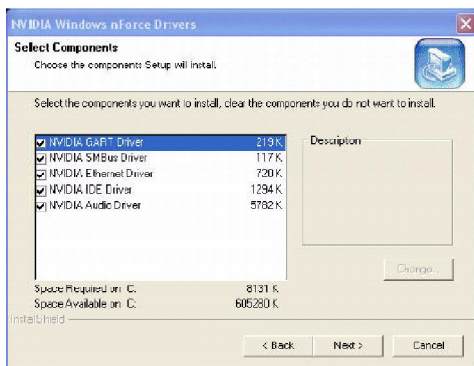 NVIDIA Windows nForce Drivers
Select Components
Choose the components Setup will install.
Select the components you want to install, clear the components you do not want to install.
NVIDIA GART Driver 219 K
NVIDIA SMBus Driver 117 K
NVIDIA Ethernet Driver 720 K
NVIDIA IDE Driver 1294 K
NVIDIA Audio Driver 5782 K
Description
Change...
Space Required on C: 8131 K
Space Available on C: 605280 K
InstallShield
< Back Next > Cancel